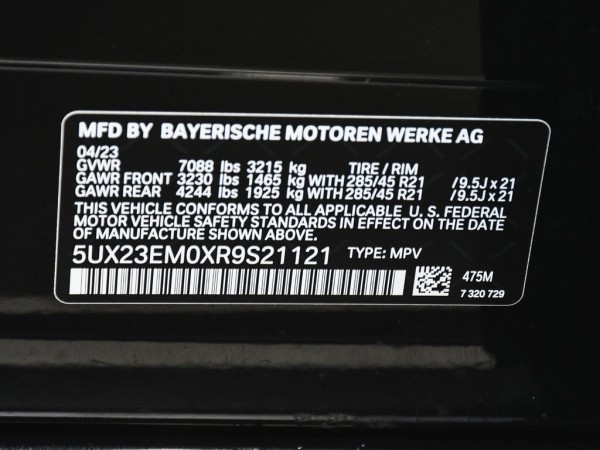 MFD BY BAYERISCHE MOTOREN WERKE AG
04/23
GVWR 7088 lbs 3215 kg TIRE / RIM
GAWR FRONT 3230 lbs 1465 kg WITH 285/45 R21 /9.5J x 21
GAWR REAR 4244 lbs 1925 kg WITH 285/45 R21 /9.5J x 21
THIS VEHICLE CONFORMS TO ALL APPLICABLE U. S. FEDERAL
MOTOR VEHICLE SAFETY STANDARDS IN EFFECT ON THE DATE
OF MANUFACTURE SHOWN ABOVE.
5UX23EM0XR9S21121 TYPE: MPV
475M
7 320 729